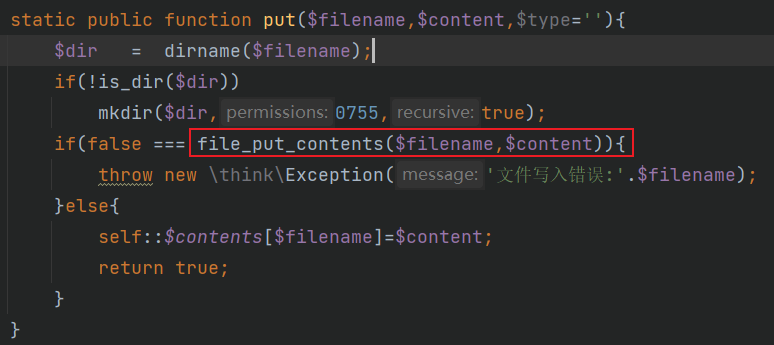 static public function put($filename,$content,$type=''){
$dir   =  dirname($filename);
if(!is_dir($dir))
mkdir($dir, permissions: 0755, recursive: true);
if(false === file_put_contents($filename,$content)){
throw new \think\Exception( message: '文件写入错误:'.$filename);
}else{
self::$contents[$filename]=$content;
return true;
}
}